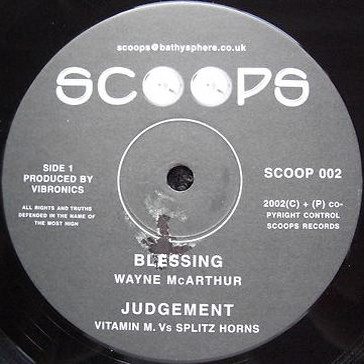 scoops@bathysphere.co.uk
SCOOPS
SIDE 1
PRODUCED BY
VIBRONICS
ALL RIGHTS AND TRUTHS
DEFENDED IN THE NAME OF
THE MOST HIGH
SCOOP 002
2002(C) + (P) CO-
PYRIGHT CONTROL
SCOOPS RECORDS
BLESSING
WAYNE McARTHUR
JUDGEMENT
VITAMIN M. Vs SPLITZ HORNS